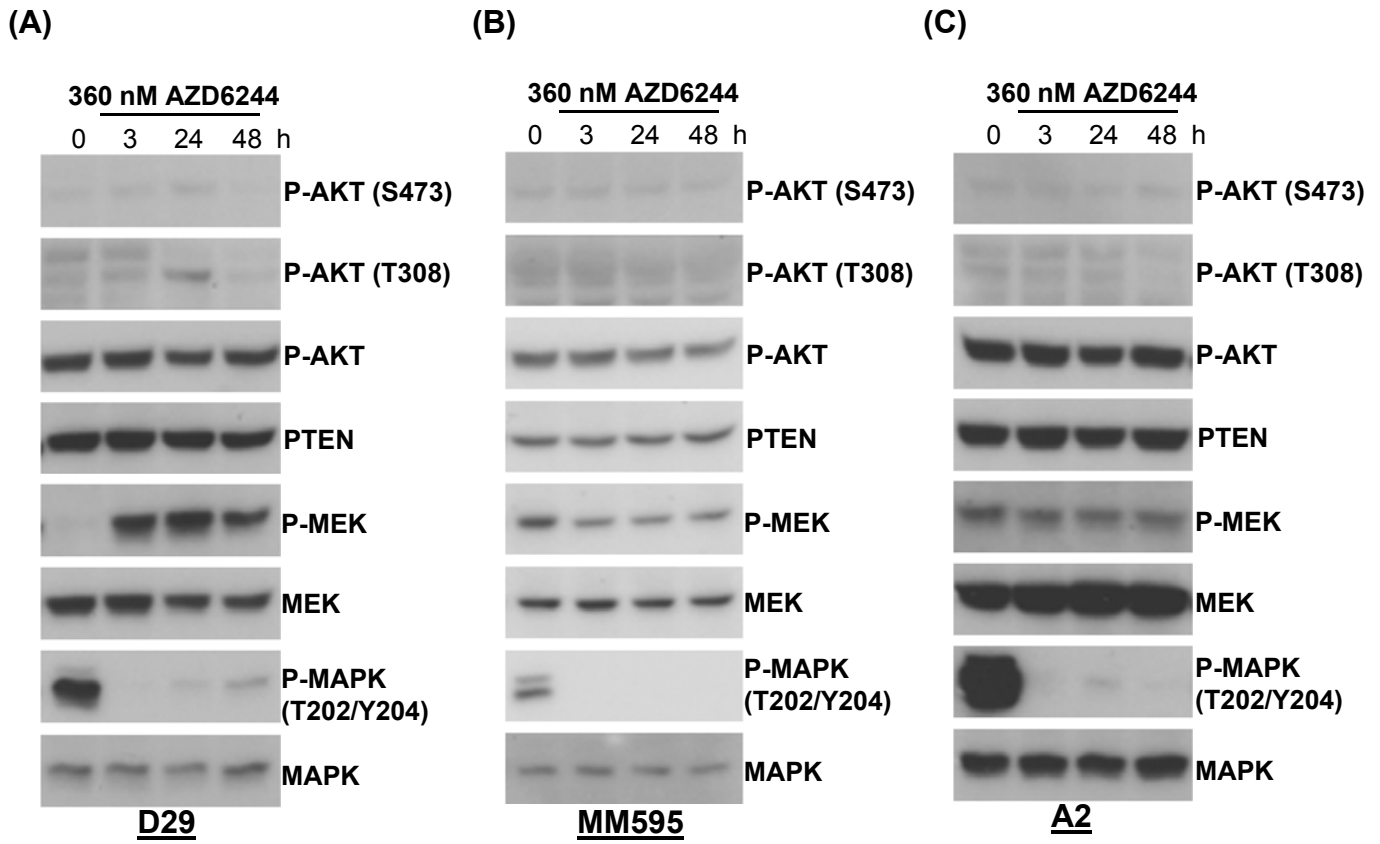 (A)
360 nM AZD6244
0 3 24 48 h
P-AKT (S473)
P-AKT (T308)
P-AKT
PTEN
P-MEK
MEK
P-MAPK
(T202/Y204)
MAPK
D29
(B)
360 nM AZD6244
0 3 24 48 h
P-AKT (S473)
P-AKT (T308)
P-AKT
PTEN
P-MEK
MEK
P-MAPK
(T202/Y204)
MAPK
MM595
(C)
360 nM AZD6244
0 3 24 48 h
P-AKT (S473)
P-AKT (T308)
P-AKT
PTEN
P-MEK
MEK
P-MAPK
(T202/Y204)
MAPK
A2